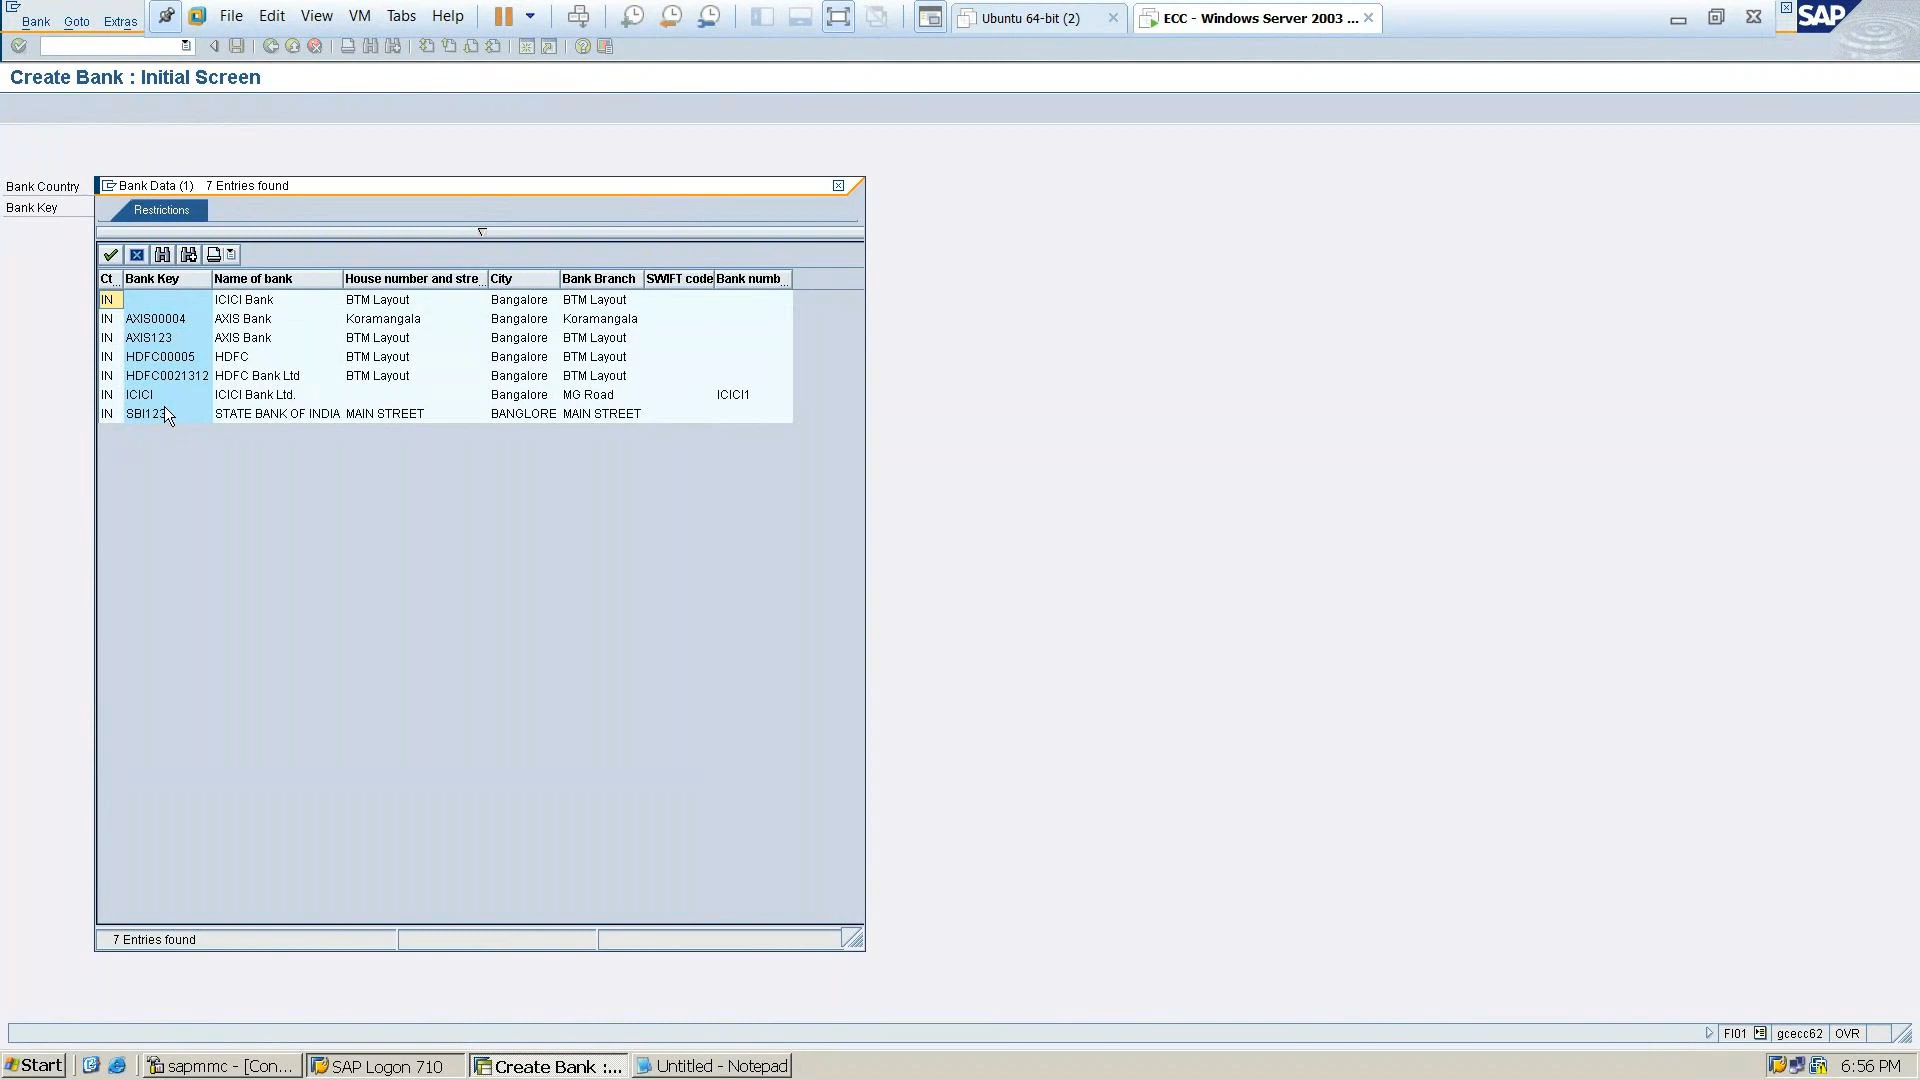 Bank Goto Extras File Edit View VM Tabs Help Ubuntu 64-bit (2) ECC - Windows Server 2003 ... SAP
Create Bank : Initial Screen
Bank Country
Bank Key
Bank Data (1) 7 Entries found
Restrictions
Ct... Bank Key Name of bank House number and stre... City Bank Branch SWIFT code Bank numb...
IN ICICI Bank BTM Layout Bangalore BTM Layout
IN AXIS00004 AXIS Bank Koramangala Bangalore Koramangala
IN AXIS123 AXIS Bank BTM Layout Bangalore BTM Layout
IN HDFC00005 HDFC BTM Layout Bangalore BTM Layout
IN HDFC0021312 HDFC Bank Ltd BTM Layout Bangalore BTM Layout
IN ICICI ICICI Bank Ltd. Bangalore MG Road ICICI1
IN SBI123 STATE BANK OF INDIA MAIN STREET BANGLORE MAIN STREET
7 Entries found
FI01 gcecc62 OVR
Start sapmmc - [Con... SAP Logon 710 Create Bank :... Untitled - Notepad 6:56 PM